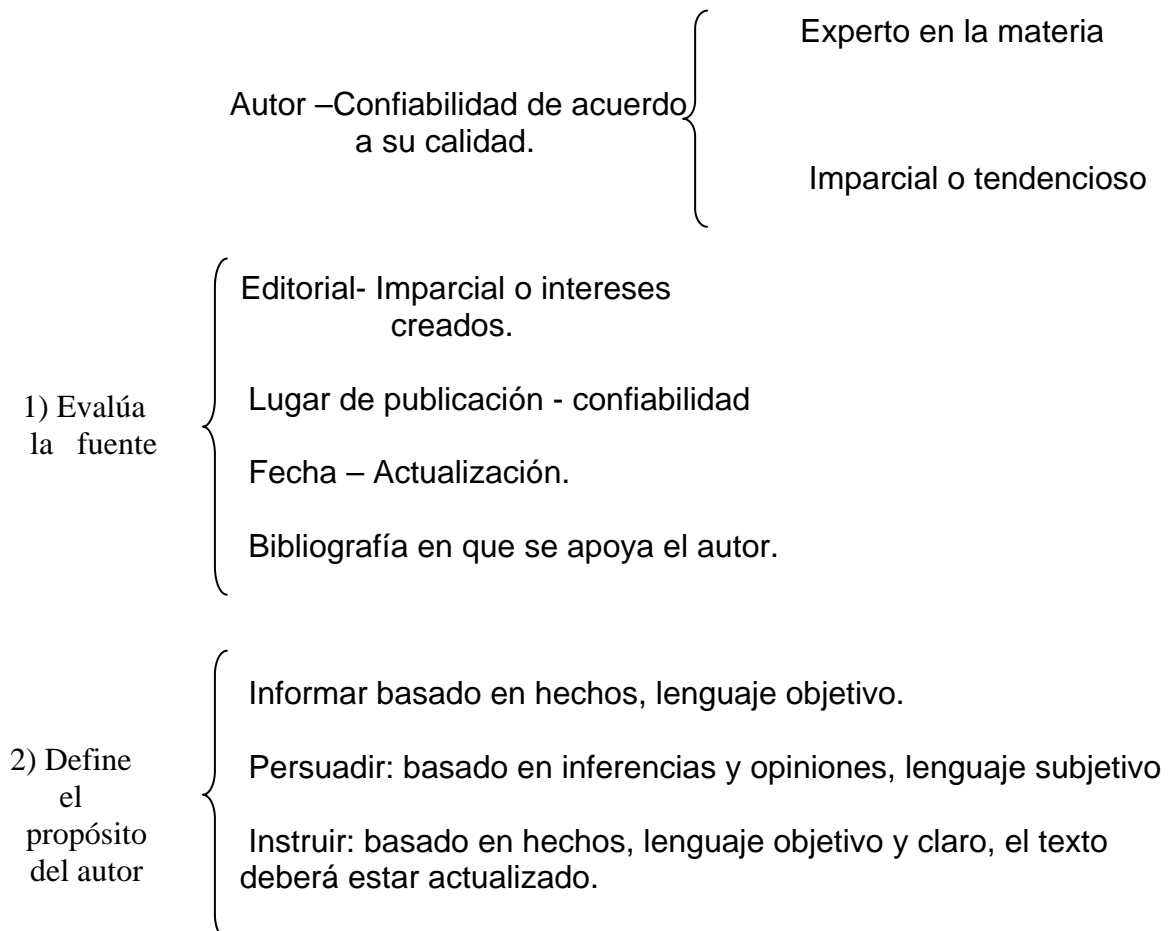 Experto en la materia
Autor –Confiabilidad de acuerdo
a su calidad.
Imparcial o tendencioso
1) Evalúa
la fuente
Editorial- Imparcial o intereses
creados.
Lugar de publicación - confiabilidad
Fecha – Actualización.
Bibliografía en que se apoya el autor.
2) Define
el
propósito
del autor
Informar basado en hechos, lenguaje objetivo.
Persuadir: basado en inferencias y opiniones, lenguaje subjetivo
Instruir: basado en hechos, lenguaje objetivo y claro, el texto
deberá estar actualizado.